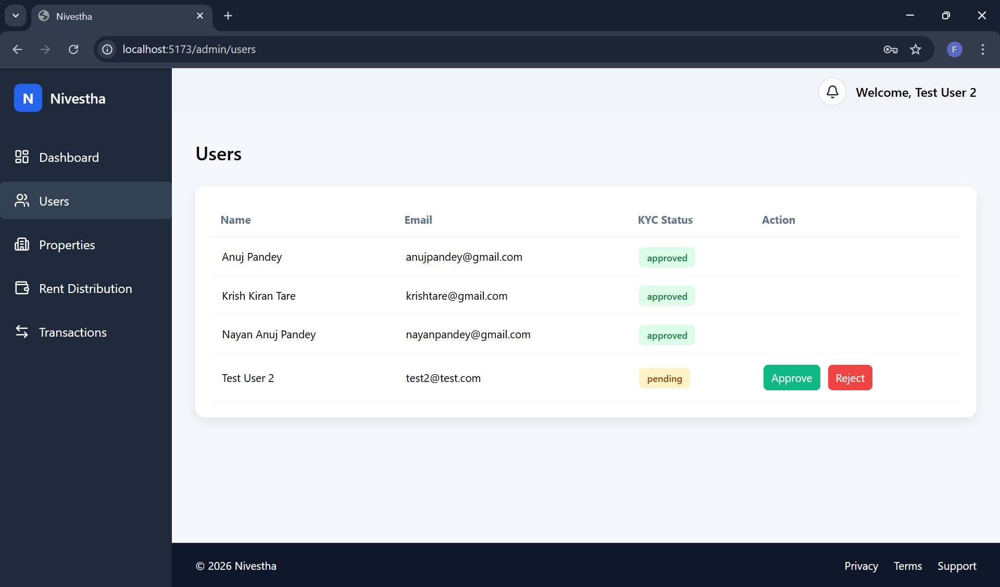 Nivestha
localhost:5173/admin/users
F
N Nivestha
Welcome, Test User 2
Dashboard
Users
Properties
Rent Distribution
Transactions
Users
Name Email KYC Status Action
Anuj Pandey anujpandey@gmail.com approved
Krish Kiran Tare krishtare@gmail.com approved
Nayan Anuj Pandey nayanpandey@gmail.com approved
Test User 2 test2@test.com pending Approve Reject
© 2026 Nivestha Privacy Terms Support